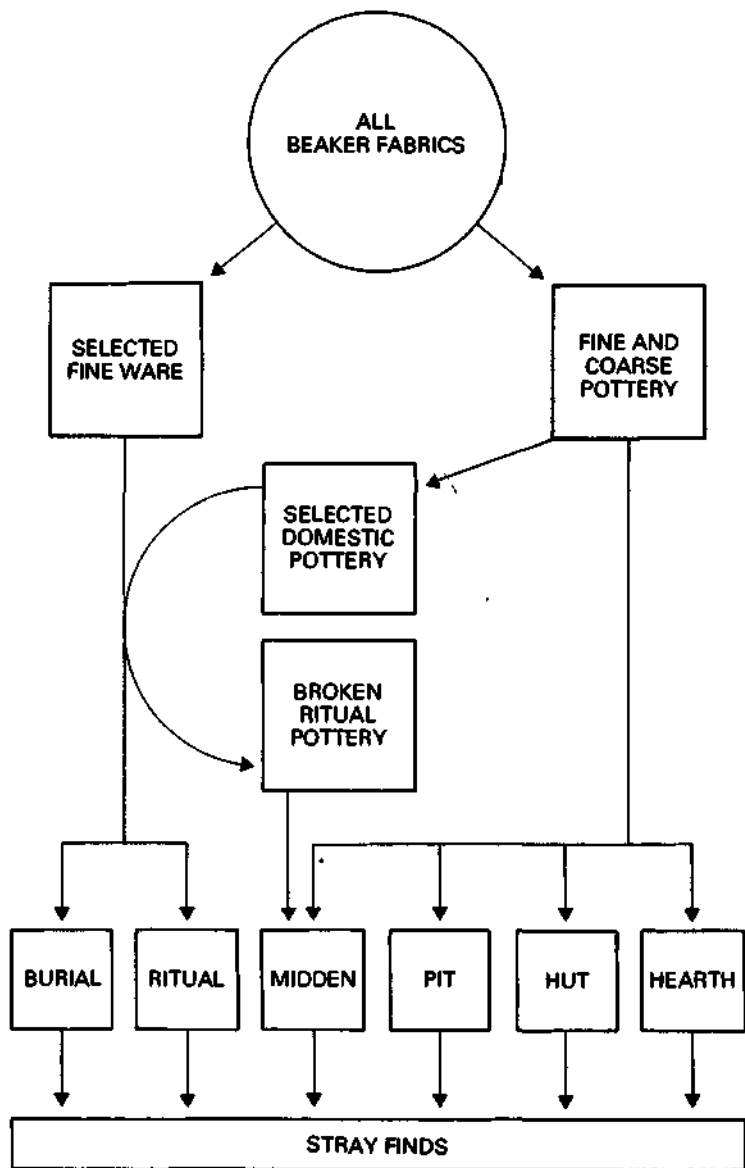 ALL
BEAKER FABRICS
SELECTED
FINE WARE
FINE AND
COARSE
POTTERY
SELECTED
DOMESTIC
POTTERY
BROKEN
RITUAL
POTTERY
BURIAL
RITUAL
MIDDEN
PIT
HUT
HEARTH
STRAY FINDS